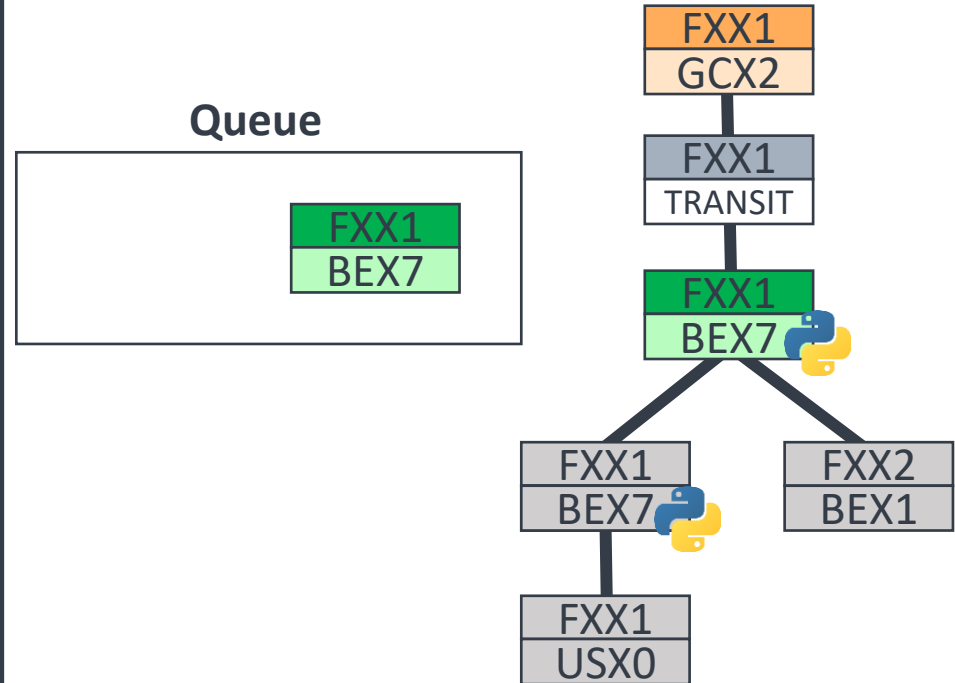 Queue
FXX1
BEX7
FXX1
GCX2
FXX1
TRANSIT
FXX1
BEX7
FXX1
BEX7
FXX2
BEX1
FXX1
USX0